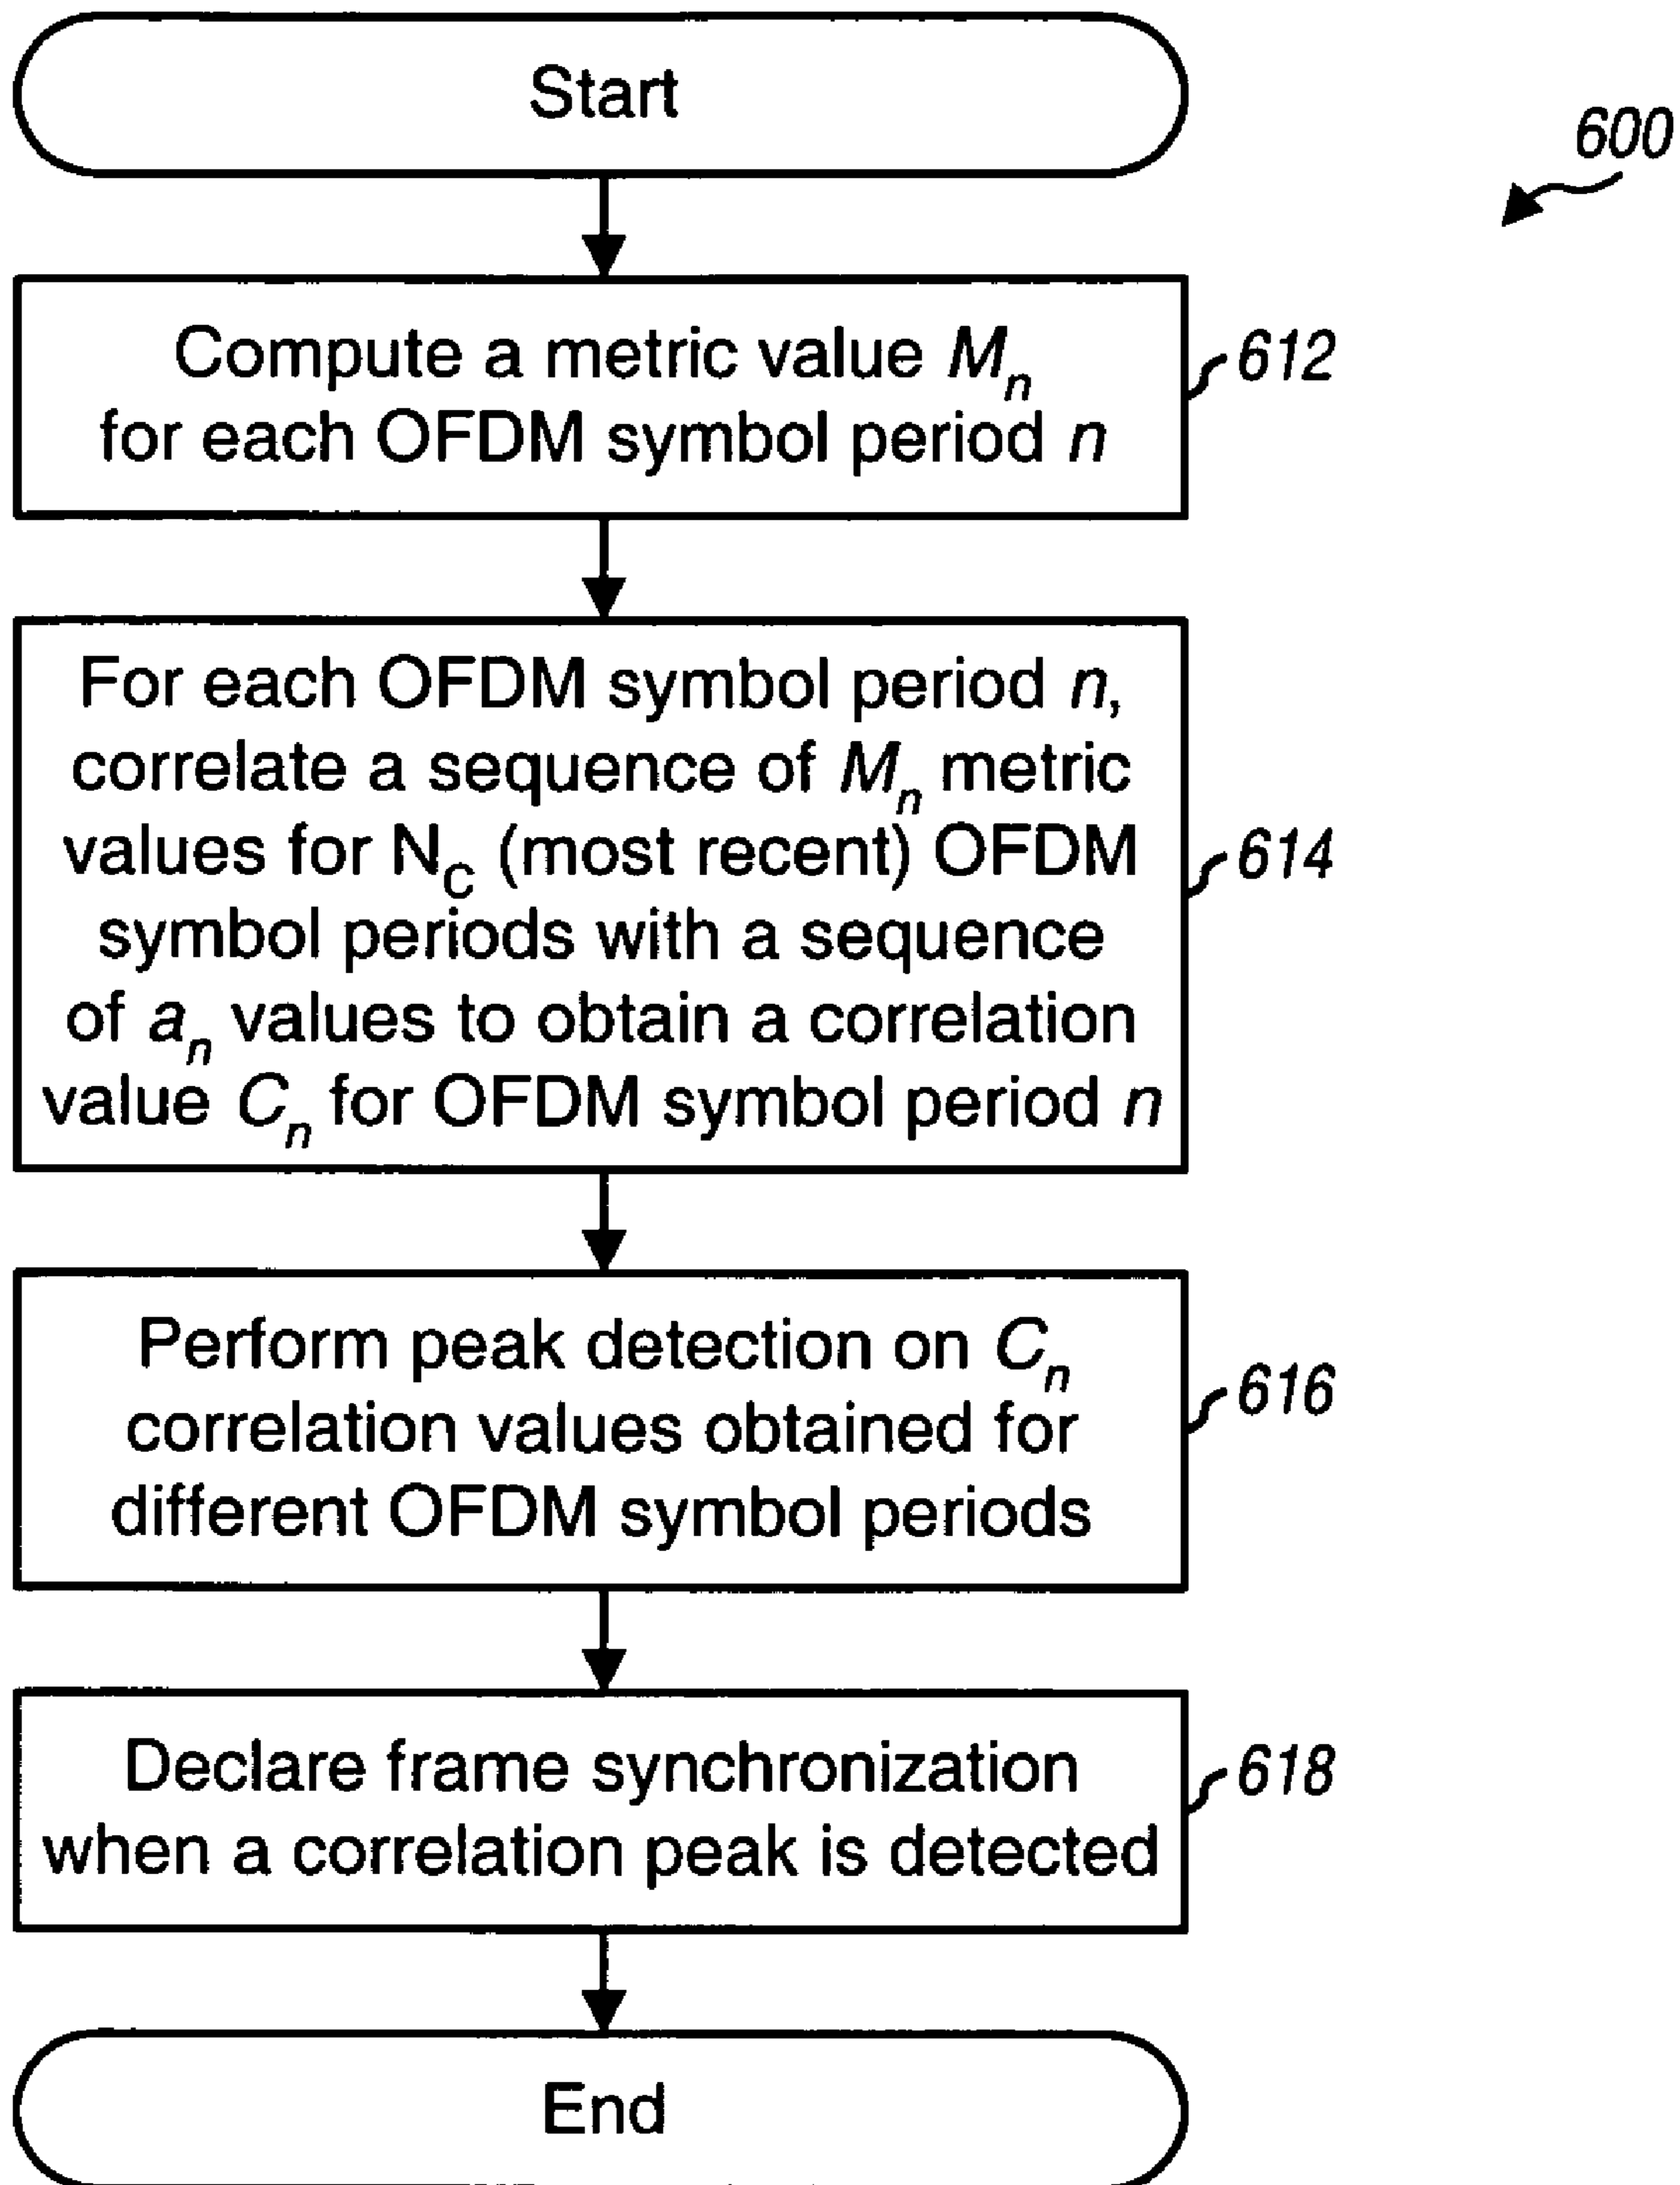 Start
600
Compute a metric value Mn
for each OFDM symbol period n
612
For each OFDM symbol period n,
correlate a sequence of Mn metric
values for NC (most recent) OFDM
symbol periods with a sequence
of an values to obtain a correlation
value Cn for OFDM symbol period n
614
Perform peak detection on Cn
correlation values obtained for
different OFDM symbol periods
616
Declare frame synchronization
when a correlation peak is detected
618
End